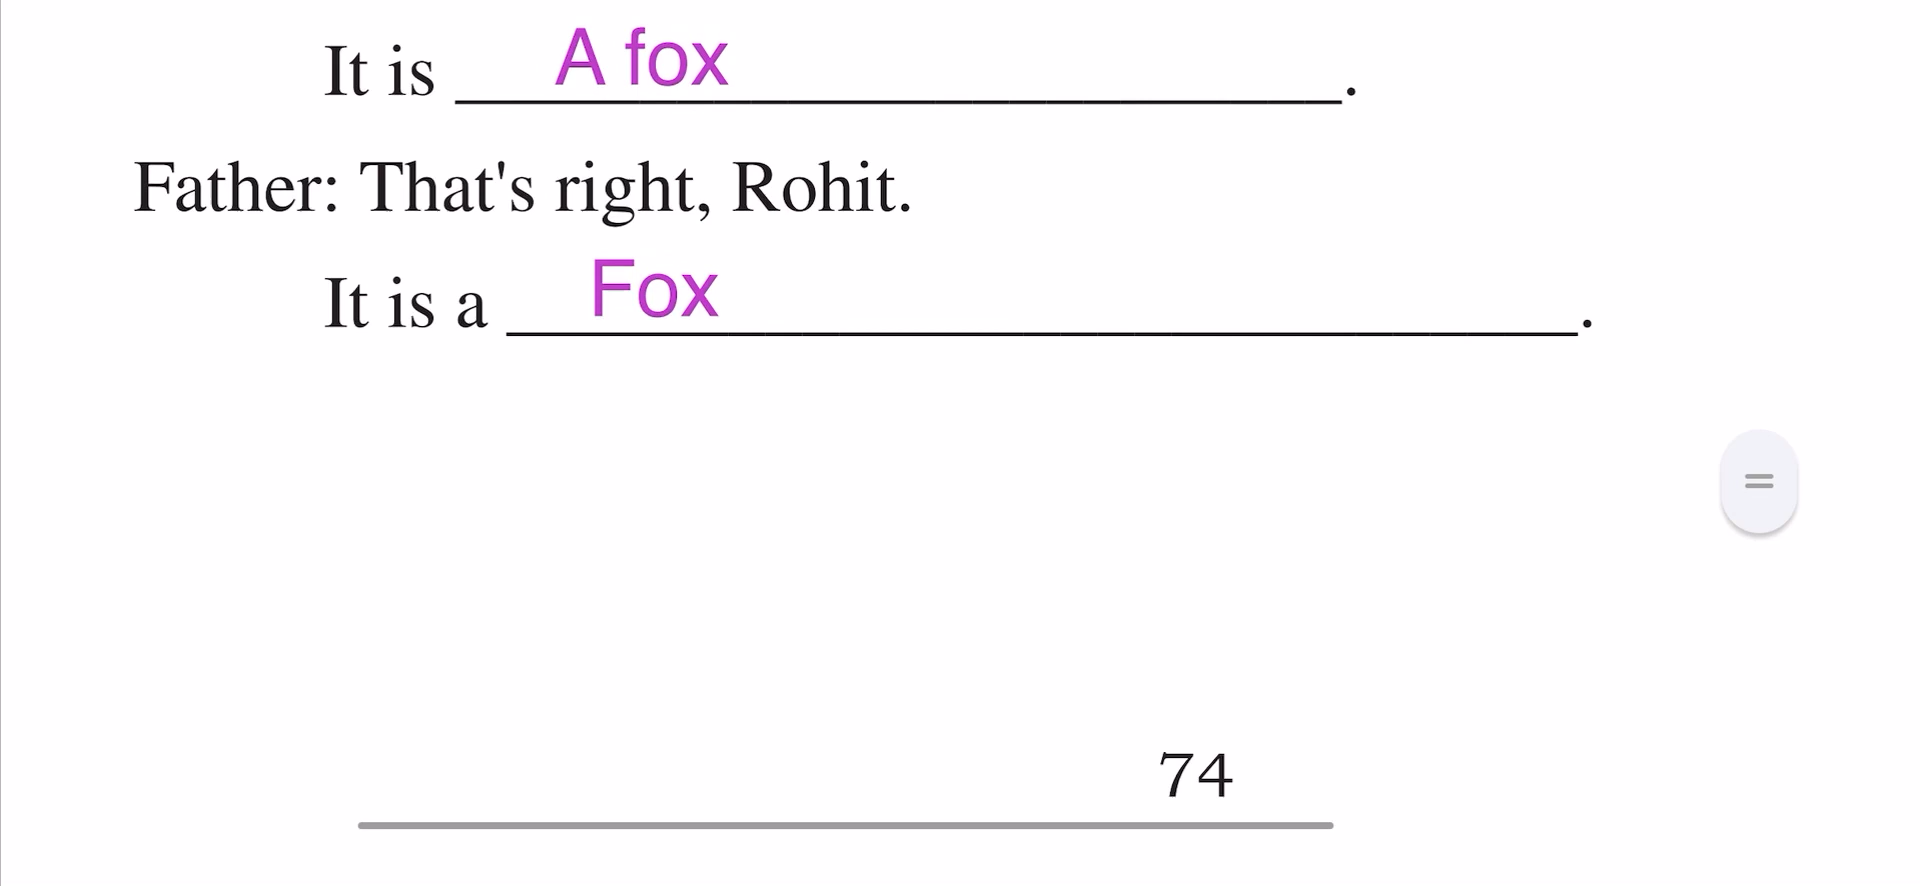 It is A fox.
Father: That's right, Rohit.
It is a Fox.
74